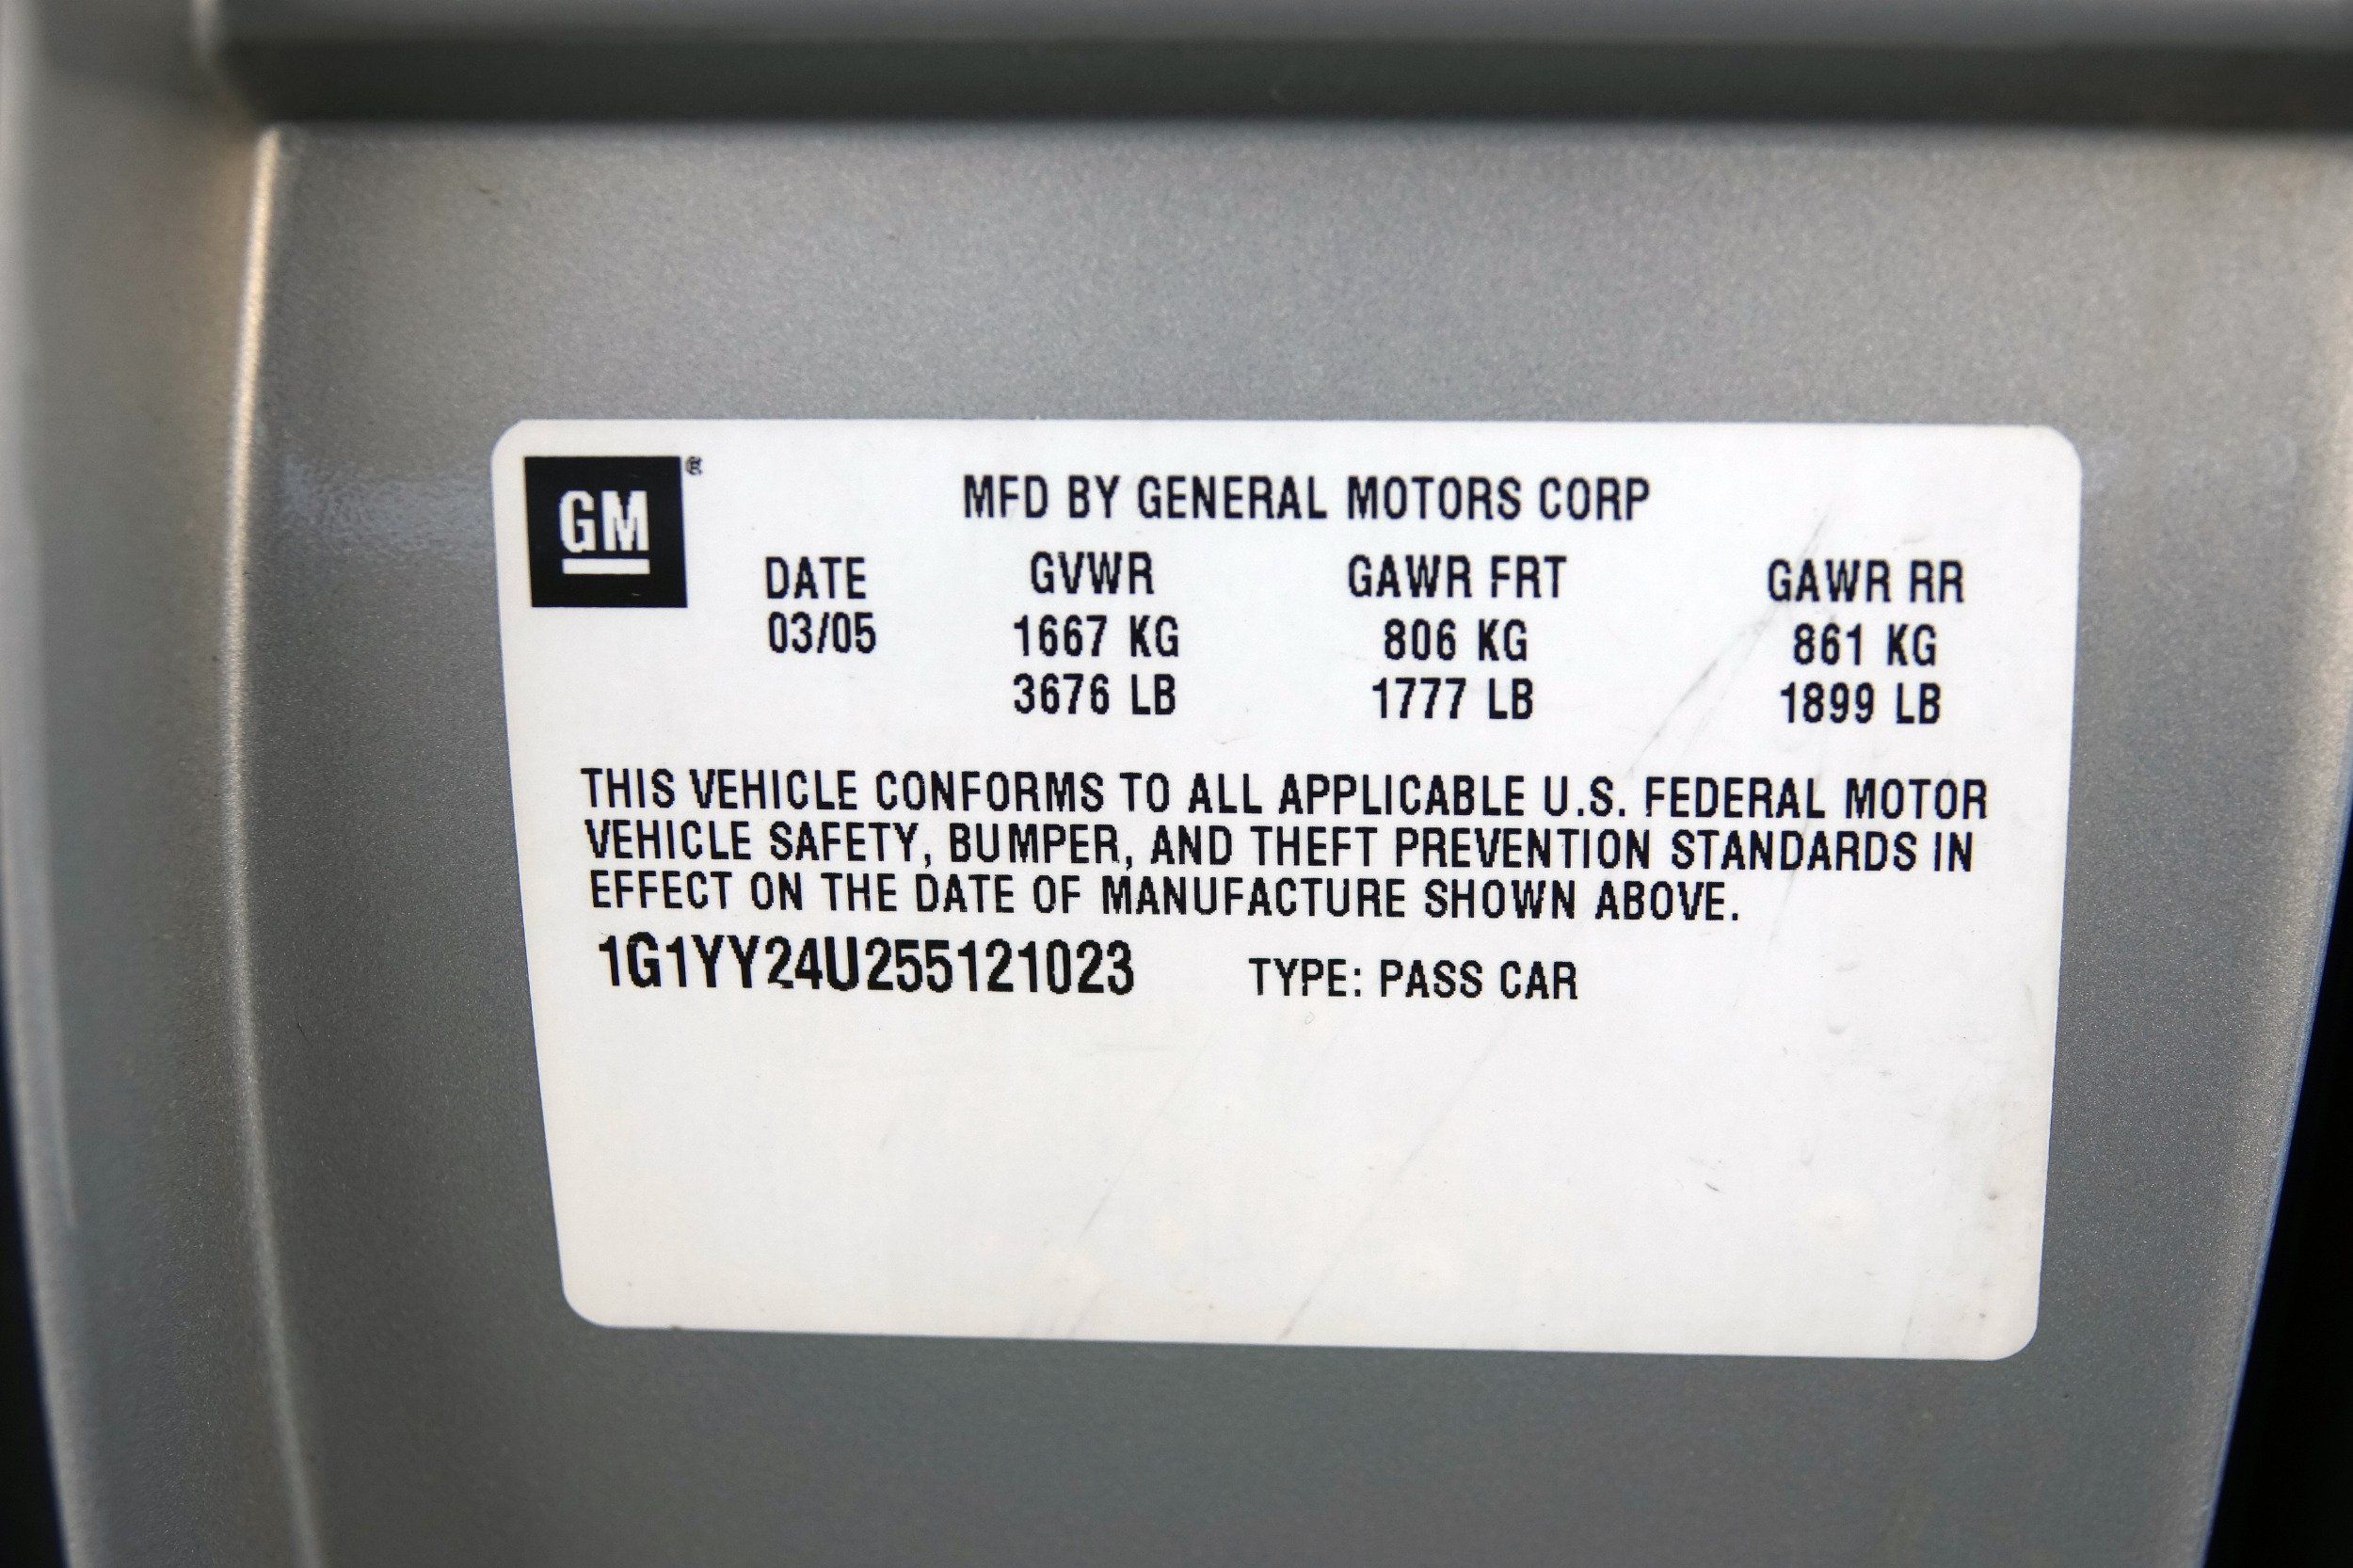 GM®
MFD BY GENERAL MOTORS CORP
DATE GVWR GAWR FRT GAWR RR
03/05 1667 KG 806 KG 861 KG
3676 LB 1777 LB 1899 LB
THIS VEHICLE CONFORMS TO ALL APPLICABLE U.S. FEDERAL MOTOR
VEHICLE SAFETY, BUMPER, AND THEFT PREVENTION STANDARDS IN
EFFECT ON THE DATE OF MANUFACTURE SHOWN ABOVE.
1G1YY24U255121023 TYPE: PASS CAR